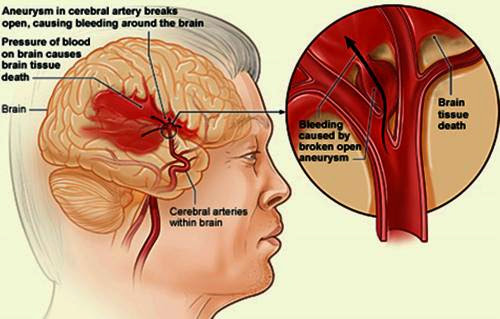 Aneurysm in cerebral artery breaks
open, causing bleeding around the brain
Pressure of blood
on brain causes
brain tissue
death
Brain
Cerebral arteries
within brain
Bleeding
caused by
broken open
aneurysm
Brain
tissue
death